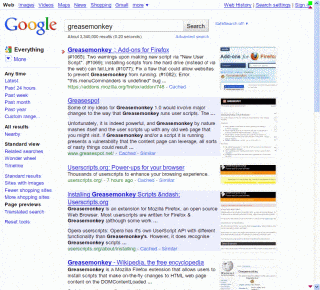 Web Images Videos Maps News Shopping Gmail more ▼
Web History | Search settings | Sign
Google
greasemonkey
Search
SafeSearch off ▼
About 2,340,000 results (0.20 seconds)
Advanced search
Everything
More
Any time
Latest
Past 24 hours
Past week
Past month
Past year
Custom range...
All results
Nearby
Standard view
Related searches
Wonder wheel
Timeline
Standard results
Sites with images
Fewer shopping sites
More shopping sites
Page previews
Translated search
Reset tools
Greasemonkey :: Add-ons for Firefox
(#1065); Two warnings upon making new script via "New User
Script". (#1066); Installing scripts from the hard drive (instead of via
the web) can fail.Link (#1077); Fix a flaw that could allow websites
to prevent Greasemonkey from running. (#1082); Error
"this.menuCommanders is undefined" bug ...
https://addons.mozilla.org/firefox/addon/748 - Cached
Greasespot
Some of my ideas for Greasemonkey 1.0 would involve major
changes to the way that Greasemonkey runs user scripts. The ...
Unfortunately, it is indeed powerful, and Greasemonkey by nature
mashes itself and the user scripts up with any old web page that
you might visit. If Greasemonkey and/or a script it is running
presents a vulnerability that the content page can leverage, all sorts
of nasty things could result ...
www.greasespot.net/ - Cached - Similar
Userscripts.org: Power-ups for your browser
Thousands of userscripts to enhance your browsing experience.
userscripts.org/ - 7 hours ago - Cached - Similar
Installing Greasemonkey Scripts &mdash;
Userscripts.org
Greasemonkey is an extension for Mozilla Firefox, an open source
Web Browser. Most userscripts are written for Firefox &
Greasemonkey (although some work ...
Opera userscripts: Opera has it's own UserScript API with different
functionality than Greasemonkey's. However, it does recognise
Greasemonkey scripts ...
userscripts.org/about/installing - Cached - Similar
Greasemonkey - Wikipedia, the free encyclopedia
Greasemonkey is a Mozilla Firefox extension that allows users to
install scripts that make on-the-fly changes to HTML web page
content on the DOMContentLoaded ...